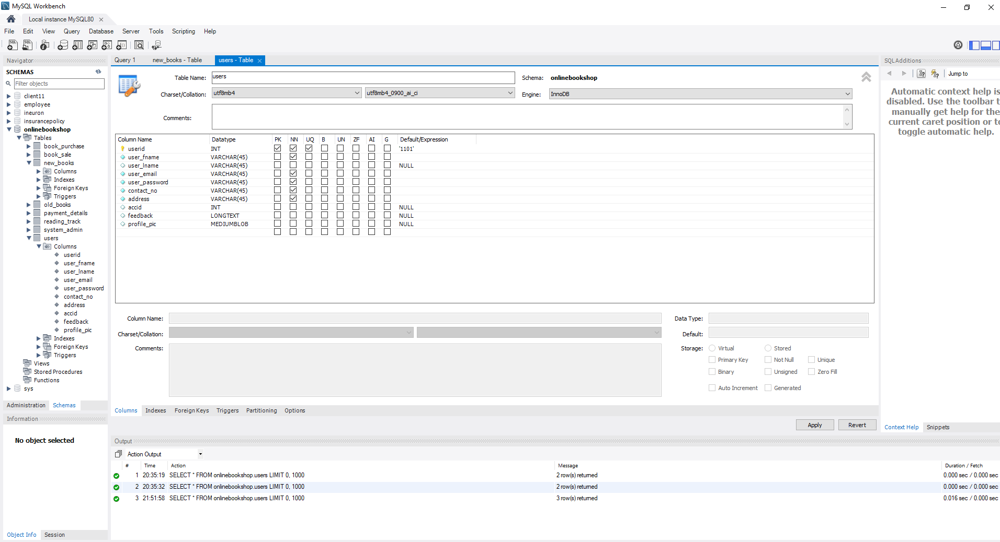 MySQL Workbench
Local instance MySQL80
File Edit View Query Database Server Tools Scripting Help
Navigator
SCHEMAS
Filter objects
client11
employee
ineuron
insurancepolicy
onlinebookshop
Tables
book_purchase
book_sale
new_books
Columns
Indexes
Foreign Keys
Triggers
old_books
payment_details
reading_track
system_admin
users
Columns
userid
user_fname
user_lname
user_email
user_password
contact_no
address
accid
feedback
profile_pic
Indexes
Foreign Keys
Triggers
Views
Stored Procedures
Functions
sys
Administration Schemas
Information
No object selected
Object Info Session
Query 1 new_books - Table users - Table
Table Name: users Schema: onlinebookshop
Charset/Collation: utf8mb4 utf8mb4_0900_ai_ci Engine: InnoDB
Comments:
Column Name Datatype PK NN UQ B UN ZF AI G Default/Expression
userid INT '1101'
user_fname VARCHAR(45)
user_lname VARCHAR(45) NULL
user_email VARCHAR(45)
user_password VARCHAR(45)
contact_no VARCHAR(45)
address VARCHAR(45)
accid INT NULL
feedback LONGTEXT NULL
profile_pic MEDIUMBLOB NULL
Column Name: Data Type:
Charset/Collation: Default:
Comments: Storage: Virtual Stored
Primary Key Not Null Unique
Binary Unsigned Zero Fill
Auto Increment Generated
Columns Indexes Foreign Keys Triggers Partitioning Options
Apply Revert
Output
Action Output
# Time Action Message Duration / Fetch
1 20:35:19 SELECT * FROM onlinebookshop.users LIMIT 0, 1000 2 row(s) returned 0.000 sec / 0.000 sec
2 20:35:32 SELECT * FROM onlinebookshop.users LIMIT 0, 1000 2 row(s) returned 0.000 sec / 0.000 sec
3 21:51:58 SELECT * FROM onlinebookshop.users LIMIT 0, 1000 3 row(s) returned 0.016 sec / 0.000 sec
SQLAdditions
Jump to
Automatic context help is
disabled. Use the toolbar t
manually get help for the
current caret position or to
toggle automatic help.
Context Help Snippets